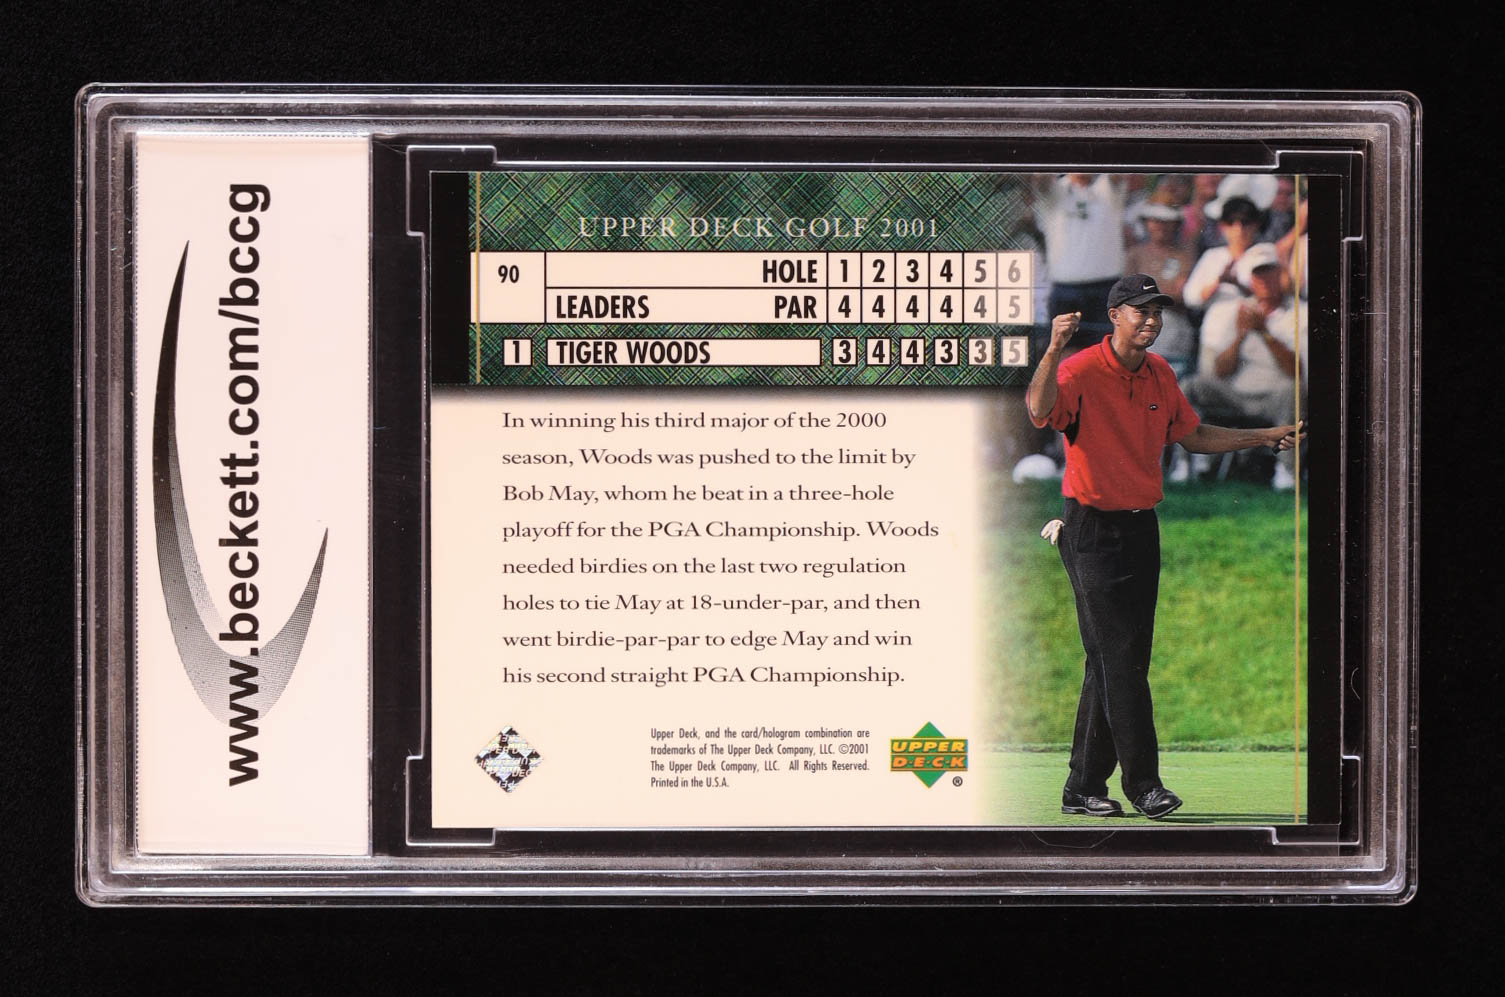 www.beckett.com/bccg
UPPER DECK GOLF 2001
90 HOLE 1 2 3 4 5 6
LEADERS PAR 4 4 4 4 4 5
1 TIGER WOODS 3 4 4 3 3 5
In winning his third major of the 2000
season, Woods was pushed to the limit by
Bob May, whom he beat in a three-hole
playoff for the PGA Championship. Woods
needed birdies on the last two regulation
holes to tie May at 18-under-par, and then
went birdie-par-par to edge May and win
his second straight PGA Championship.
Upper Deck, and the card/hologram combination are
trademarks of The Upper Deck Company, LLC. ©2001
The Upper Deck Company, LLC. All Rights Reserved.
Printed in the U.S.A.
UPPER
D·E·C·K
®